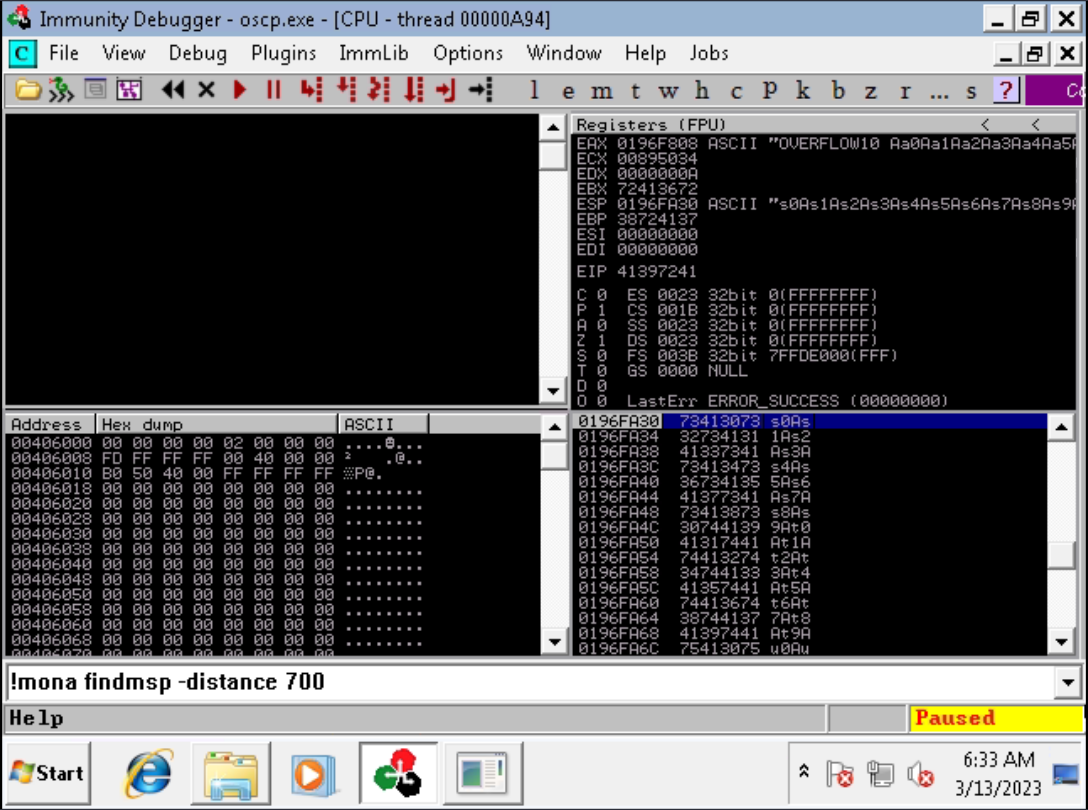 Immunity Debugger - oscp.exe - [CPU - thread 00000A94]
C File View Debug Plugins ImmLib Options Window Help Jobs
l e m t w h c P k b z r ... s ?
Registers (FPU) < <
EAX 0196F808 ASCII "OVERFLOW10 Aa0Aa1Aa2Aa3Aa4Aa5A
ECX 00895034
EDX 0000000A
EBX 72413672
ESP 0196FA30 ASCII "s0As1As2As3As4As5As6As7As8As9A
EBP 38724137
ESI 00000000
EDI 00000000
EIP 41397241
C 0 ES 0023 32bit 0(FFFFFFFF)
P 1 CS 001B 32bit 0(FFFFFFFF)
A 0 SS 0023 32bit 0(FFFFFFFF)
Z 1 DS 0023 32bit 0(FFFFFFFF)
S 0 FS 003B 32bit 7FFDE000(FFF)
T 0 GS 0000 NULL
D 0
O 0 LastErr ERROR_SUCCESS (00000000)
Address Hex dump ASCII
00406000 00 00 00 00 02 00 00 00 ....☻...
00406008 FD FF FF FF 00 40 00 00 ² .@..
00406010 B0 50 40 00 FF FF FF FF ░P@.
00406018 00 00 00 00 00 00 00 00 ........
00406020 00 00 00 00 00 00 00 00 ........
00406028 00 00 00 00 00 00 00 00 ........
00406030 00 00 00 00 00 00 00 00 ........
00406038 00 00 00 00 00 00 00 00 ........
00406040 00 00 00 00 00 00 00 00 ........
00406048 00 00 00 00 00 00 00 00 ........
00406050 00 00 00 00 00 00 00 00 ........
00406058 00 00 00 00 00 00 00 00 ........
00406060 00 00 00 00 00 00 00 00 ........
00406068 00 00 00 00 00 00 00 00 ........
0196FA30 73413073 s0As
0196FA34 32734131 1As2
0196FA38 41337341 As3A
0196FA3C 73413473 s4As
0196FA40 36734135 5As6
0196FA44 41377341 As7A
0196FA48 73413873 s8As
0196FA4C 30744139 9At0
0196FA50 41317441 At1A
0196FA54 74413274 t2At
0196FA58 34744133 3At4
0196FA5C 41357441 At5A
0196FA60 74413674 t6At
0196FA64 38744137 7At8
0196FA68 41397441 At9A
0196FA6C 75413075 u0Au
!mona findmsp -distance 700
Help Paused
Start
6:33 AM
3/13/2023